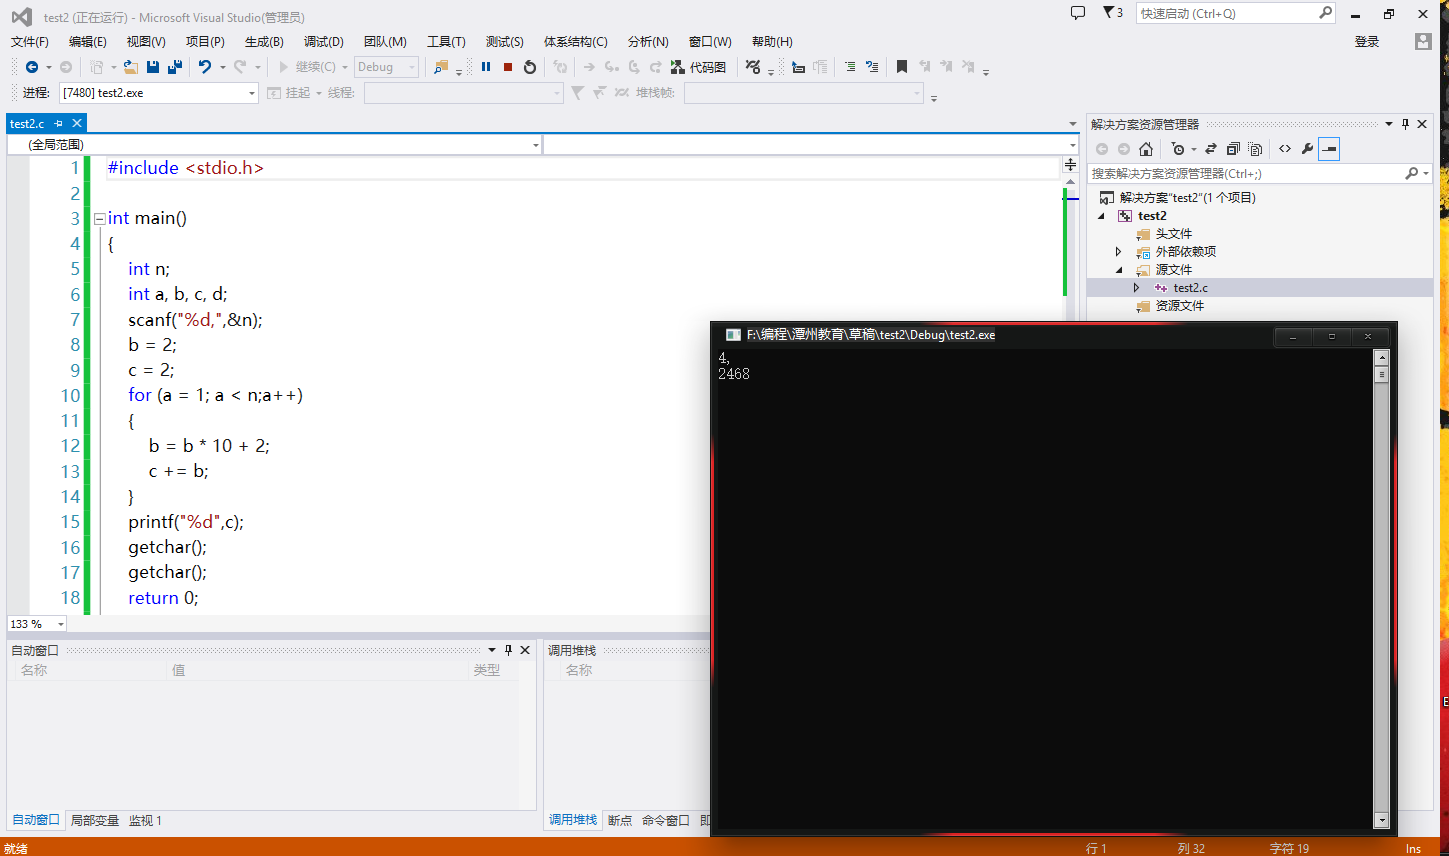 test2 (正在运行) - Microsoft Visual Studio(管理员)
3
快速启动 (Ctrl+Q)
文件(F) 编辑(E) 视图(V) 项目(P) 生成(B) 调试(D) 团队(M) 工具(T) 测试(S) 体系结构(C) 分析(N) 窗口(W) 帮助(H)
登录
继续(C) Debug 代码图
进程: [7480] test2.exe 挂起 线程: 堆栈帧:
test2.c
(全局范围)
1 #include <stdio.h>
2
3 int main()
4 {
5 int n;
6 int a, b, c, d;
7 scanf("%d,",&n);
8 b = 2;
9 c = 2;
10 for (a = 1; a < n;a++)
11 {
12 b = b * 10 + 2;
13 c += b;
14 }
15 printf("%d",c);
16 getchar();
17 getchar();
18 return 0;
133 %
解决方案资源管理器
搜索解决方案资源管理器(Ctrl+;)
解决方案"test2"(1 个项目)
test2
头文件
外部依赖项
源文件
test2.c
资源文件
F:\编程\潭州教育\草稿\test2\Debug\test2.exe
4,
2468
自动窗口
名称 值 类型
调用堆栈
名称
自动窗口 局部变量 监视 1
调用堆栈 断点 命令窗口 即
就绪
行 1 列 32 字符 19 Ins